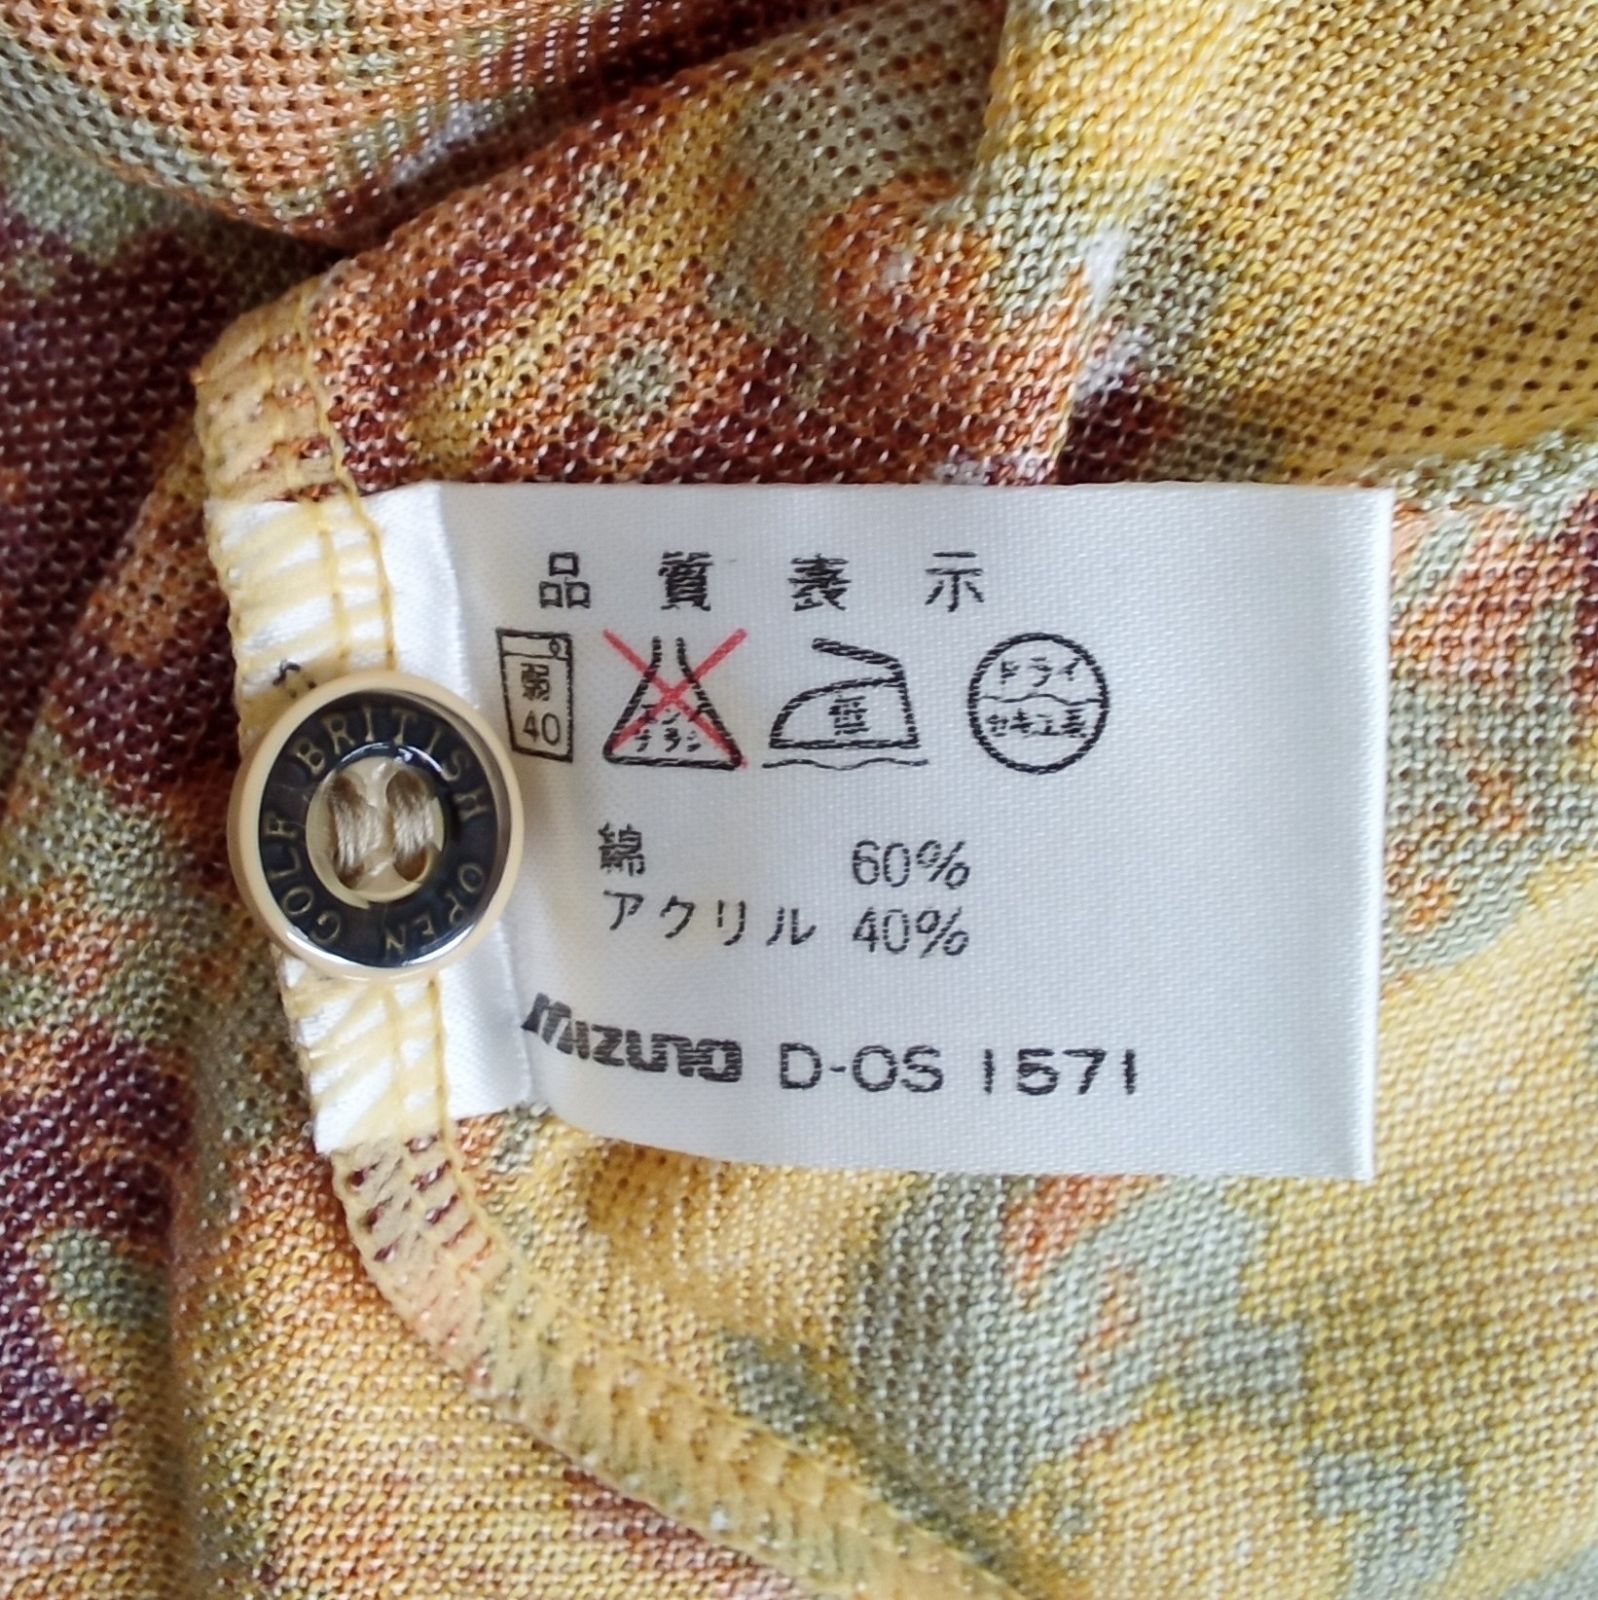 品質表示
弱
40
エンソ
サラシ
中
ドライ
セキユ系
綿 60%
アクリル 40%
MIZUNO D-OS 1571
BRITISH OPEN GOLF